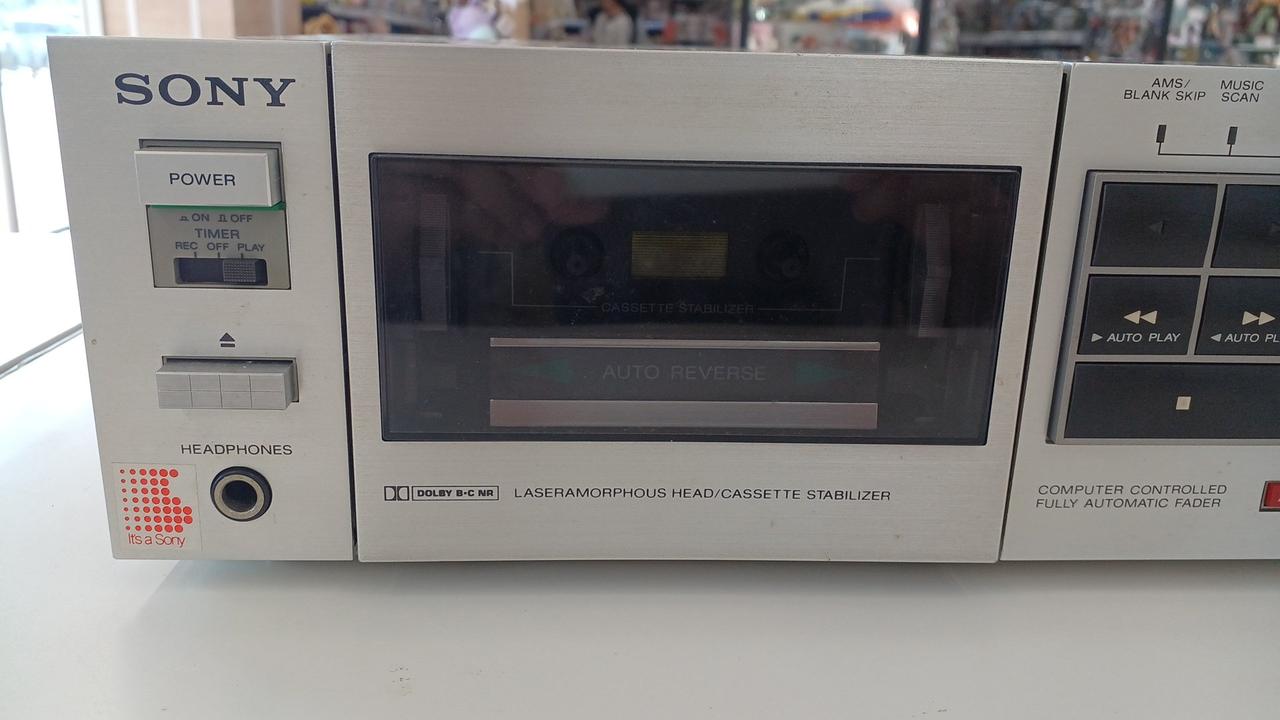 SONY
POWER
ON OFF
TIMER
REC OFF PLAY
HEADPHONES
It's a Sony
CASSETTE STABILIZER
AUTO REVERSE
DOLBY B·C NR
LASERAMORPHOUS HEAD/CASSETTE STABILIZER
AMS/
BLANK SKIP
MUSIC
SCAN
AUTO PLAY
AUTO PL
COMPUTER CONTROLLED
FULLY AUTOMATIC FADER